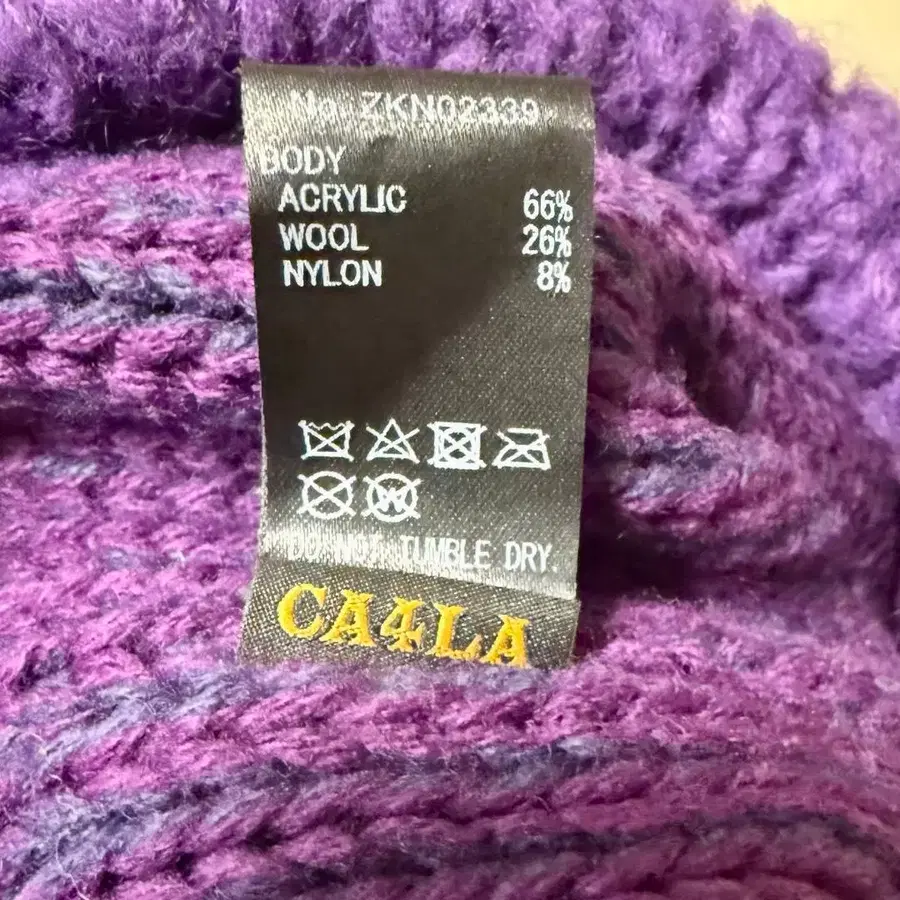 No. ZKN02339
BODY
ACRYLIC 66%
WOOL 26%
NYLON 8%
W
DO NOT TUMBLE DRY.
CA4LA